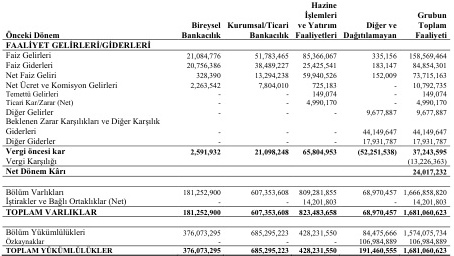 Önceki Dönem Bireysel Bankacılık Kurumsal/Ticari Bankacılık Hazine İşlemleri ve Yatırım Faaliyetleri Diğer ve Dağıtılamayan Grubun Toplam Faaliyeti
FAALİYET GELİRLERİ/GİDERLERİ
Faiz Gelirleri 21,084,776 51,783,465 85,366,067 335,156 158,569,464
Faiz Giderleri 20,756,386 38,489,227 25,425,541 183,147 84,854,301
Net Faiz Geliri 328,390 13,294,238 59,940,526 152,009 73,715,163
Net Ücret ve Komisyon Gelirleri 2,263,542 7,804,010 725,183 - 10,792,735
Temettü Gelirleri - - 149,074 - 149,074
Ticari Kar/Zarar (Net) - - 4,990,170 - 4,990,170
Diğer Gelirler - - - 9,677,887 9,677,887
Beklenen Zarar Karşılıkları ve Diğer Karşılık
Giderleri - - - 44,149,647 44,149,647
Diğer Giderler - - - 17,931,787 17,931,787
Vergi öncesi kar 2,591,932 21,098,248 65,804,953 (52,251,538) 37,243,595
Vergi Karşılığı (13,226,363)
Net Dönem Kârı 24,017,232
Bölüm Varlıkları 181,252,900 607,353,608 809,281,855 68,970,457 1,666,858,820
İştirakler ve Bağlı Ortaklıklar (Net) - - 14,201,803 - 14,201,803
TOPLAM VARLIKLAR 181,252,900 607,353,608 823,483,658 68,970,457 1,681,060,623
Bölüm Yükümlülükleri 376,073,295 685,295,223 428,231,550 84,475,666 1,574,075,734
Özkaynaklar - - - 106,984,889 106,984,889
TOPLAM YÜKÜMLÜLÜKLER 376,073,295 685,295,223 428,231,550 191,460,555 1,681,060,623